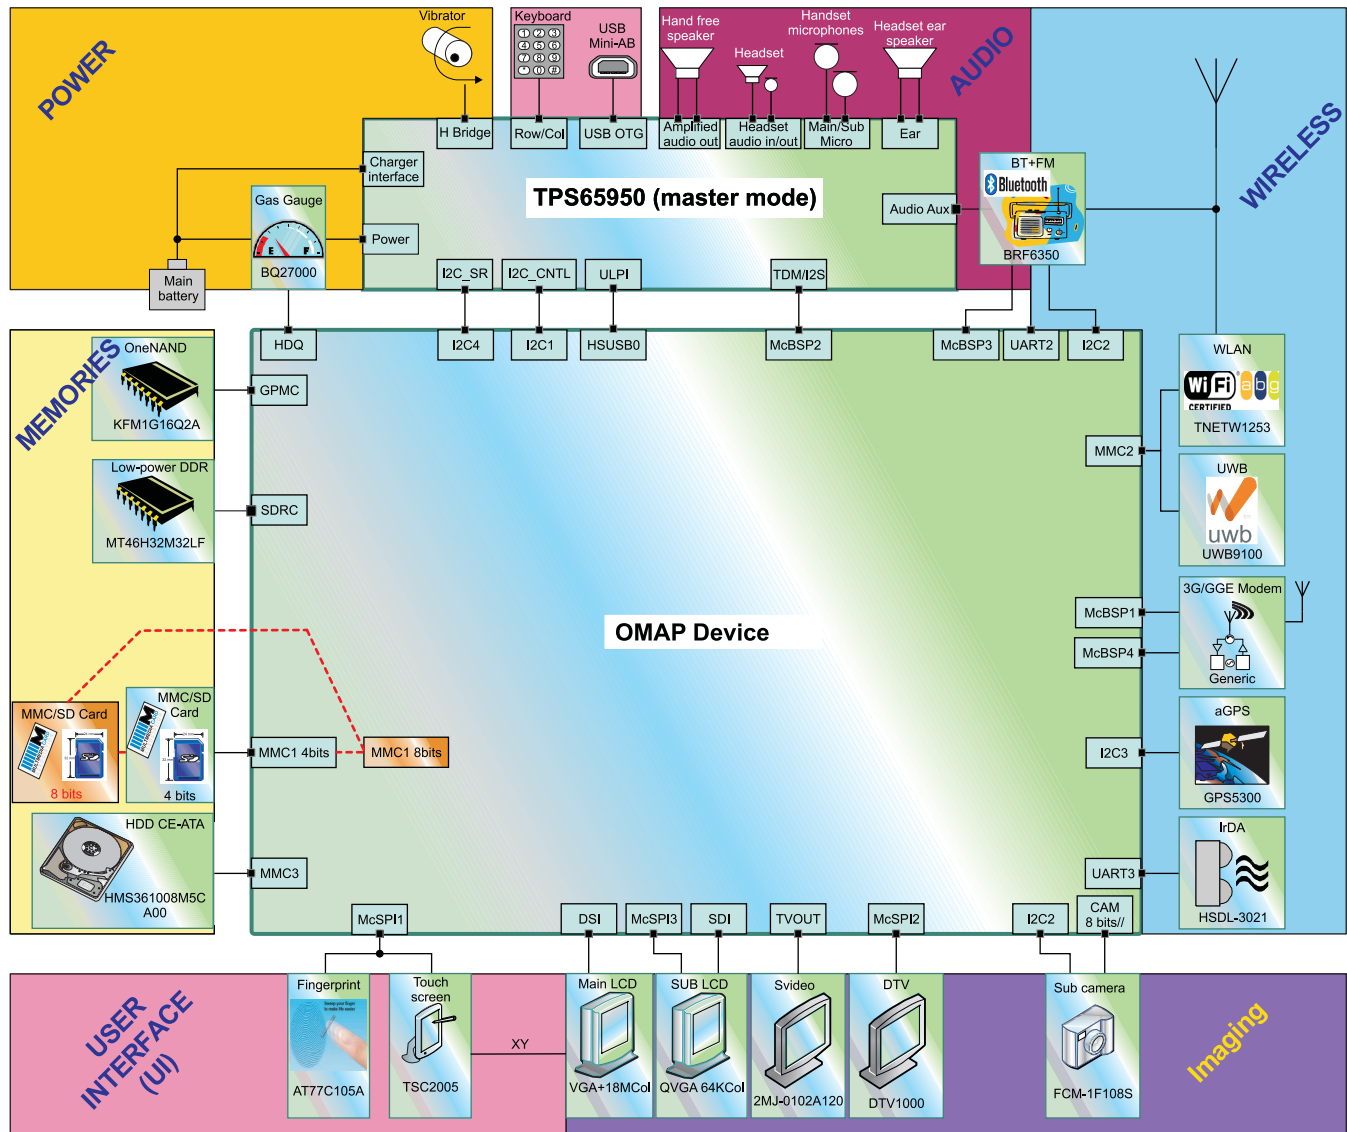 POWER
Vibrator
Keyboard
USB
Mini-AB
Hand free
speaker
Headset
Handset
microphones
Headset ear
speaker
AUDIO
WIRELESS
H Bridge
Row/Col
USB OTG
Amplified
audio out
Headset
audio in/out
Main/Sub
Micro
Ear
Charger
interface
TPS65950 (master mode)
Audio Aux
BT+FM
Bluetooth
BRF6350
Gas Gauge
E
F
BQ27000
Power
Main
battery
I2C_SR
I2C_CNTL
ULPI
TDM/I2S
HDQ
I2C4
I2C1
HSUSB0
McBSP2
McBSP3
UART2
I2C2
MEMORIES
OneNAND
KFM1G16Q2A
GPMC
Low-power DDR
MT46H32M32LF
SDRC
WLAN
Wi Fi
a b g
CERTIFIED
TNETW1253
MMC2
UWB
uwb
UWB9100
OMAP Device
McBSP1
McBSP4
3G/GGE Modem
Generic
MMC/SD Card
8 bits
MMC/SD
Card
4 bits
MMC1 4bits
MMC1 8bits
I2C3
aGPS
GPS5300
HDD CE-ATA
HMS361008M5C
A00
MMC3
UART3
IrDA
HSDL-3021
McSPI1
DSI
McSPI3
SDI
TVOUT
McSPI2
I2C2
CAM
8 bits//
USER
INTERFACE
(UI)
Fingerprint
AT77C105A
Touch
screen
TSC2005
XY
Main LCD
VGA+18MCol
SUB LCD
QVGA 64KCol
Svideo
2MJ-0102A120
DTV
DTV1000
Sub camera
FCM-1F108S
Imaging